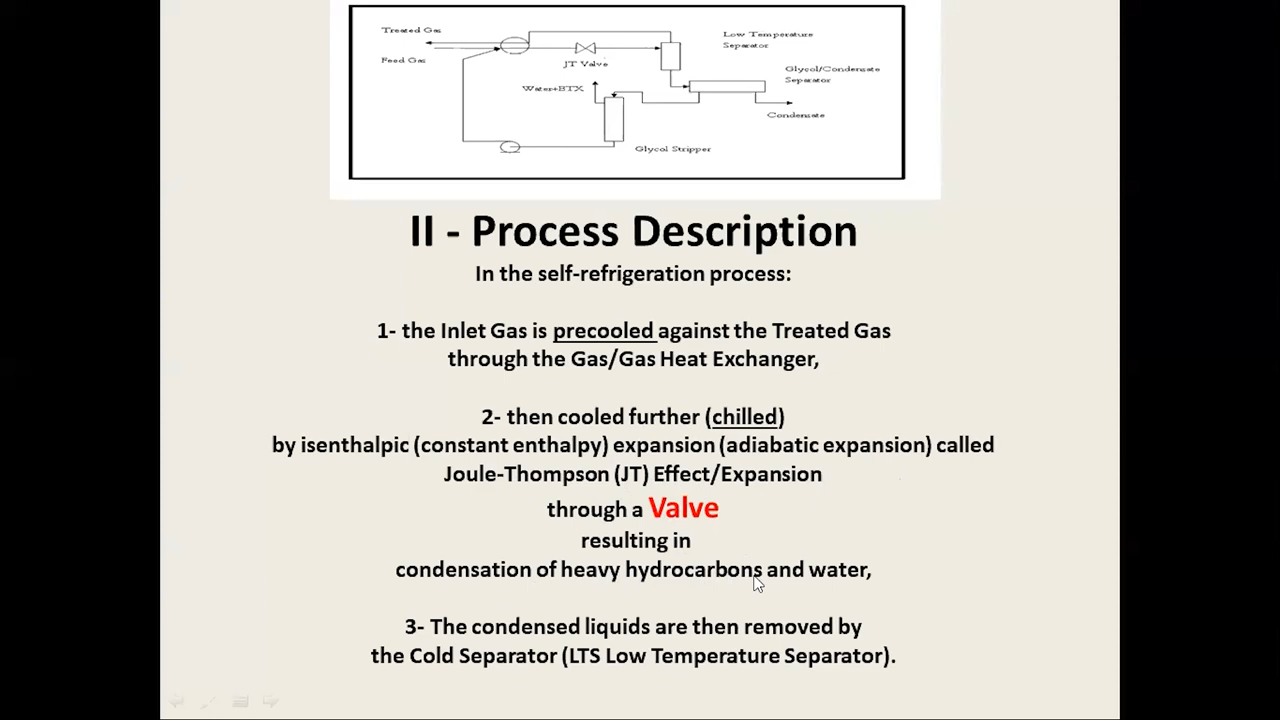 Treated Gas
Feed Gas
JT Valve
Low Temperature
Separator
Glycol/Condensate
Separator
Water+BTX
Condensate
Glycol Stripper
II - Process Description
In the self-refrigeration process:
1- the Inlet Gas is precooled against the Treated Gas
through the Gas/Gas Heat Exchanger,
2- then cooled further (chilled)
by isenthalpic (constant enthalpy) expansion (adiabatic expansion) called
Joule-Thompson (JT) Effect/Expansion
through a Valve
resulting in
condensation of heavy hydrocarbons and water,
3- The condensed liquids are then removed by
the Cold Separator (LTS Low Temperature Separator).